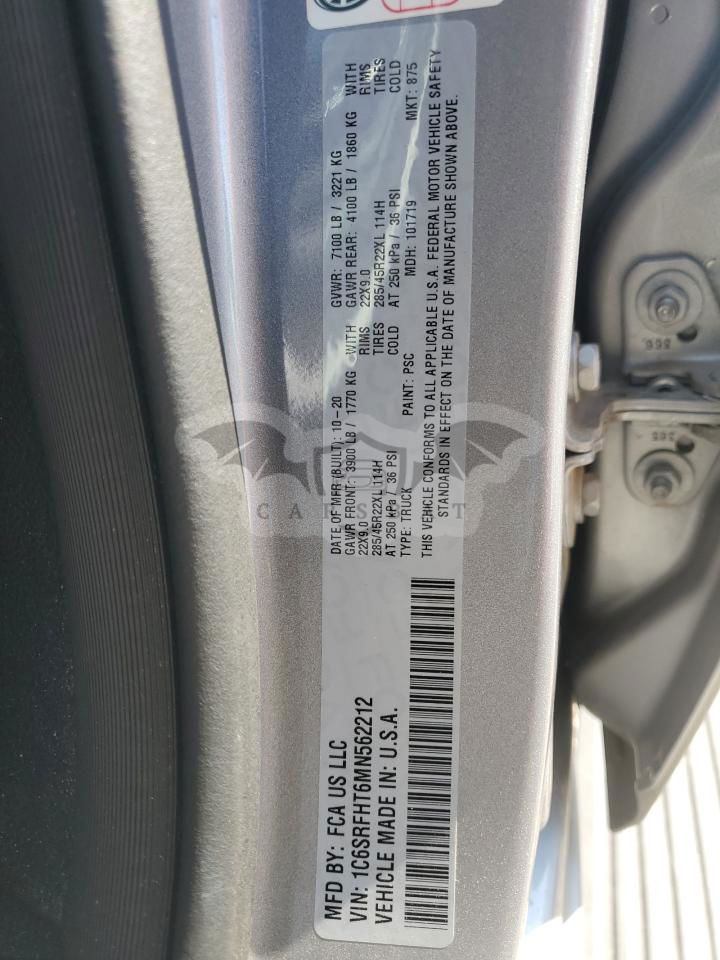 MFD BY: FCA US LLC
VIN: 1C6SRFHT6MN562212
VEHICLE MADE IN: U.S.A.
DATE OF MFR (BUILT): 10-20 GVWR: 7100 LB / 3221 KG
GAWR FRONT: 3900 LB / 1770 KG WITH GAWR REAR: 4100 LB / 1860 KG WITH
22X9.0 RIMS 22X9.0 RIMS
285/45R22XL 114H TIRES 285/45R22XL 114H TIRES
AT 250 kPa / 36 PSI COLD AT 250 kPa / 36 PSI COLD
TYPE: TRUCK PAINT: PSC MDH: 101719 MKT: 875
THIS VEHICLE CONFORMS TO ALL APPLICABLE U.S.A. FEDERAL MOTOR VEHICLE SAFETY
STANDARDS IN EFFECT ON THE DATE OF MANUFACTURE SHOWN ABOVE.
365